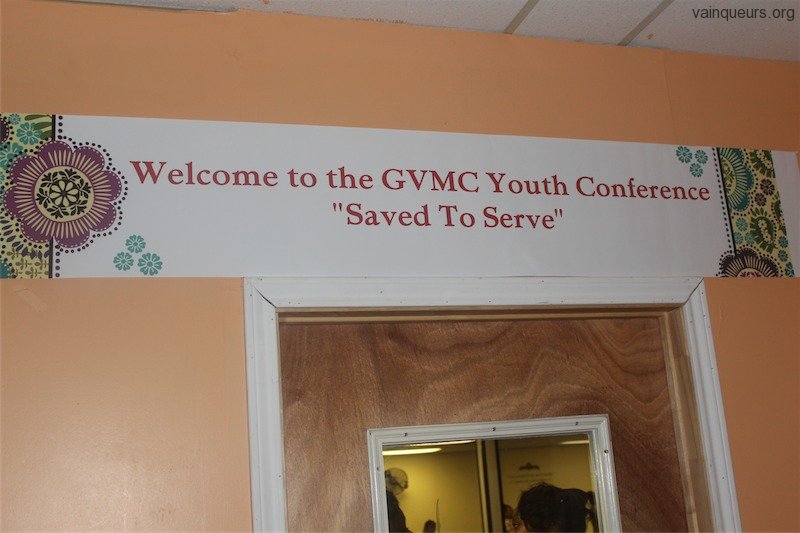 vainqueurs.org
Welcome to the GVMC Youth Conference
"Saved To Serve"